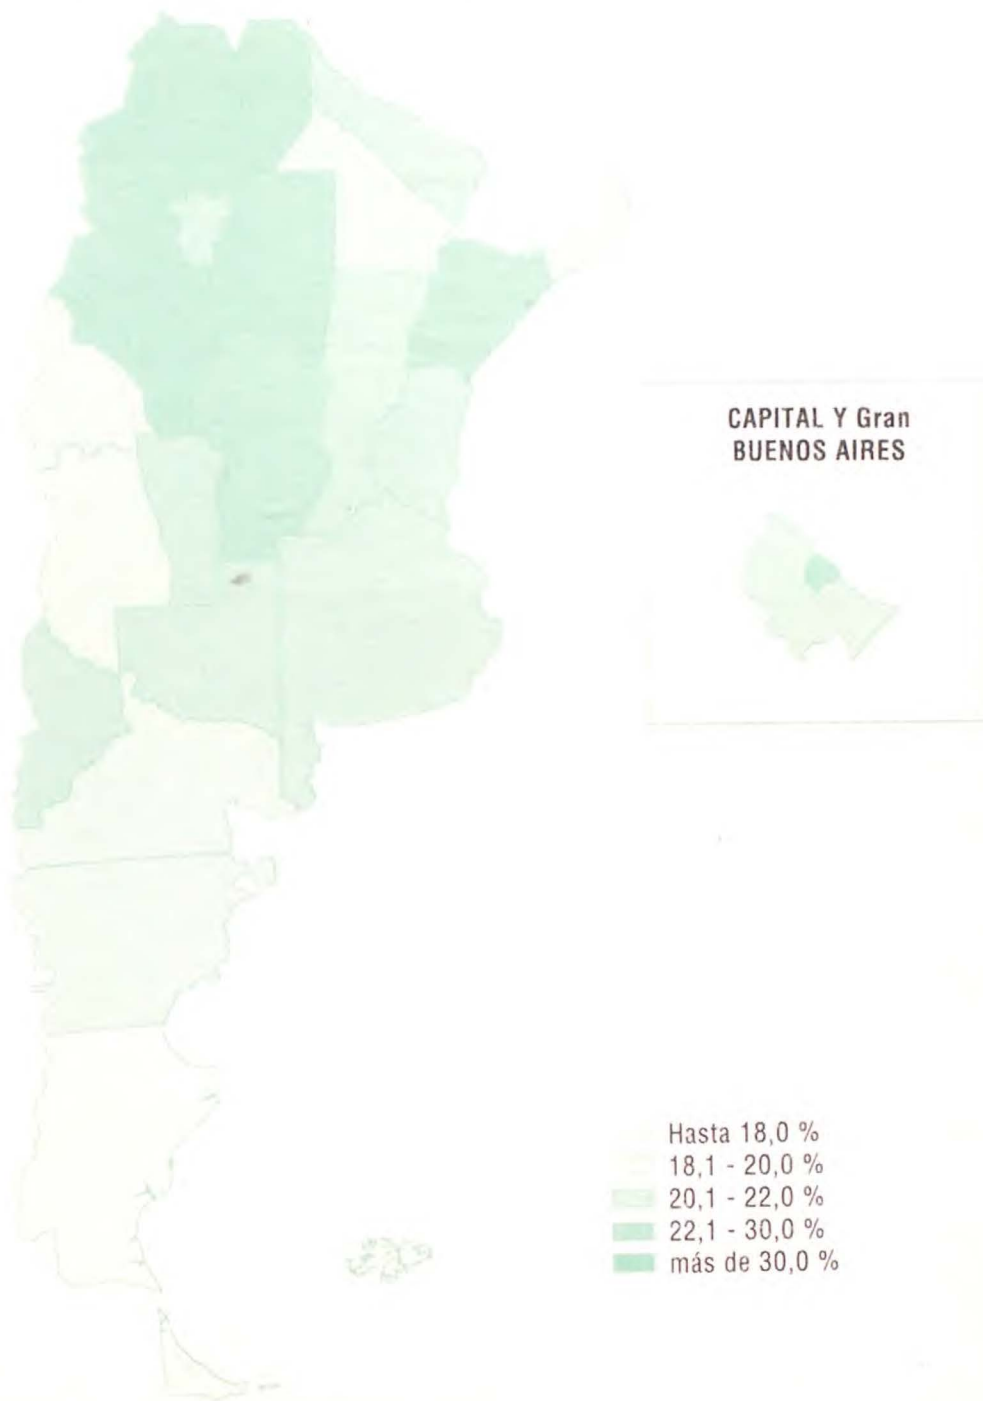 CAPITAL Y Gran
BUENOS AIRES
Hasta 18,0 %
18,1 - 20,0 %
20,1 - 22,0 %
22,1 - 30,0 %
más de 30,0 %